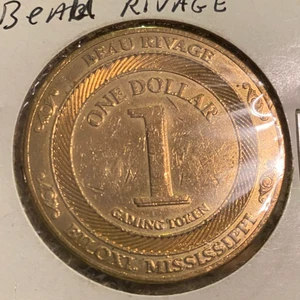 Beau RIVAGE
BEAU RIVAGE
ONE DOLLAR
1
GAMING TOKEN
BILOXI, MISSISSIPPI